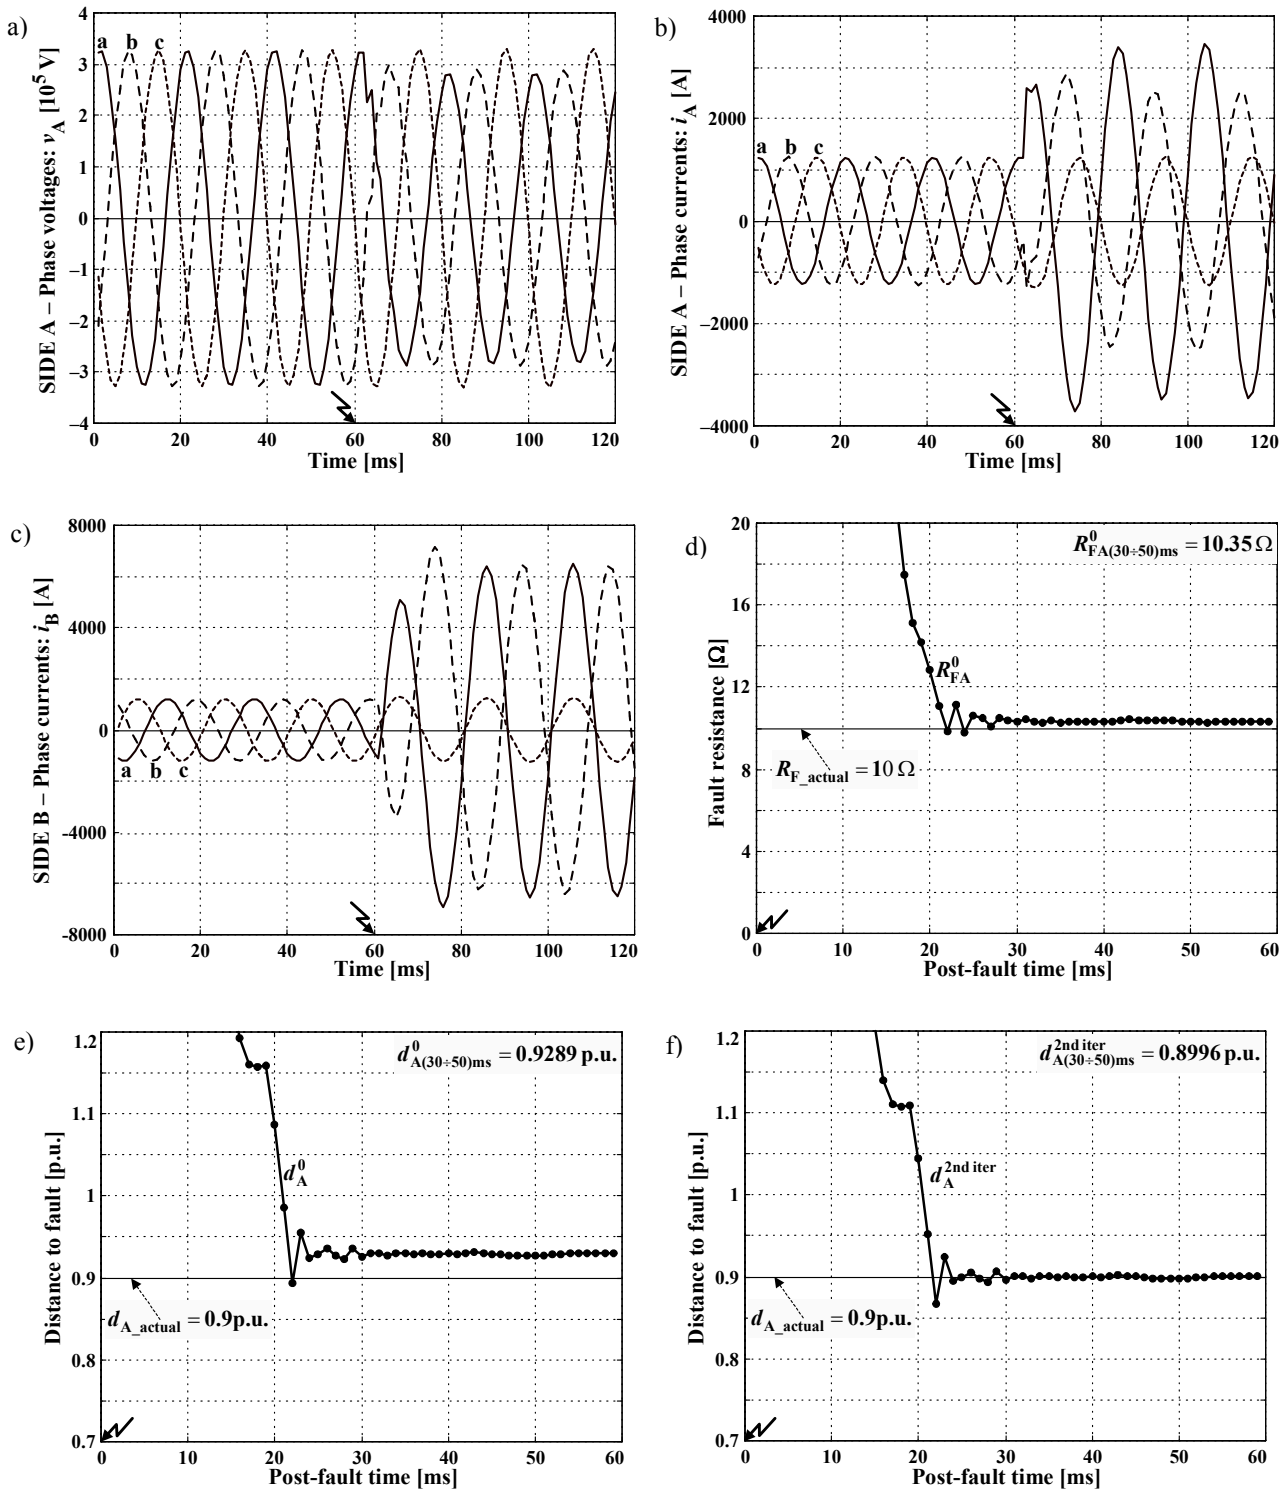 a)
SIDE A – Phase voltages: v_A [10^5 V]
4
3
2
1
0
–1
–2
–3
–4
a b c
0 20 40 60 80 100 120
Time [ms]
b)
SIDE A – Phase currents: i_A [A]
4000
2000
0
–2000
–4000
a b c
0 20 40 60 80 100 120
Time [ms]
c)
SIDE B – Phase currents: i_B [A]
8000
4000
0
-4000
-8000
a b c
0 20 40 60 80 100 120
Time [ms]
d)
Fault resistance [Ω]
20
16
14
12
10
8
4
0
R^0_FA(30÷50)ms = 10.35 Ω
R^0_FA
R_F_actual = 10 Ω
0 10 20 30 40 50 60
Post-fault time [ms]
e)
Distance to fault [p.u.]
1.2
1.1
1
0.9
0.8
0.7
d^0_A(30÷50)ms = 0.9289 p.u.
d^0_A
d_A_actual = 0.9p.u.
0 10 20 30 40 50 60
Post-fault time [ms]
f)
Distance to fault [p.u.]
1.2
1.1
1
0.9
0.8
0.7
d^2nd iter_A(30÷50)ms = 0.8996 p.u.
d^2nd iter_A
d_A_actual = 0.9p.u.
0 10 20 30 40 50 60
Post-fault time [ms]